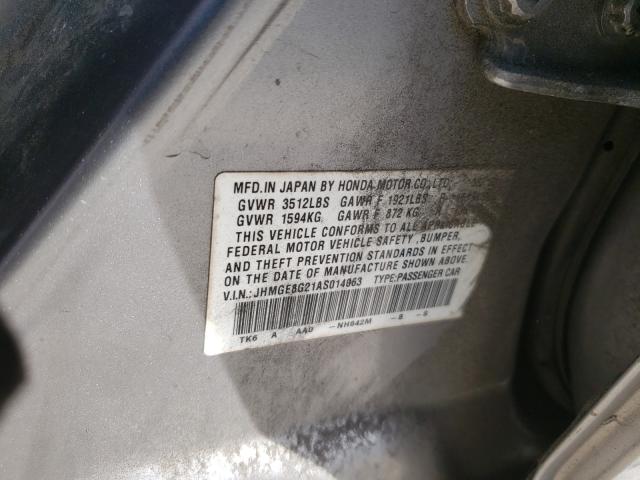 MFD.IN JAPAN BY HONDA MOTOR CO.,LTD.
GVWR 3512LBS GAWR F 1921LBS R
GVWR 1594KG GAWR F 872 KG R
THIS VEHICLE CONFORMS TO ALL APPLICABLE
FEDERAL MOTOR VEHICLE SAFETY, BUMPER,
AND THEFT PREVENTION STANDARDS IN EFFECT
ON THE DATE OF MANUFACTURE SHOWN ABOVE.
V.I.N.: JHMGE8G21AS014063 TYPE:PASSENGER CAR
TK6 A AA0 -NH642M -B -S